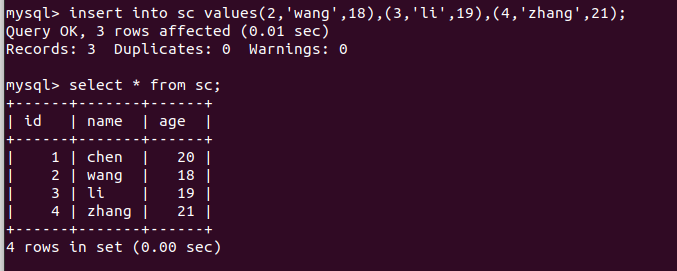 mysql> insert into sc values(2,'wang',18),(3,'li',19),(4,'zhang',21);
Query OK, 3 rows affected (0.01 sec)
Records: 3  Duplicates: 0  Warnings: 0

mysql> select * from sc;
+------+-------+------+
| id   | name  | age  |
+------+-------+------+
|    1 | chen  |   20 |
|    2 | wang  |   18 |
|    3 | li    |   19 |
|    4 | zhang |   21 |
+------+-------+------+
4 rows in set (0.00 sec)